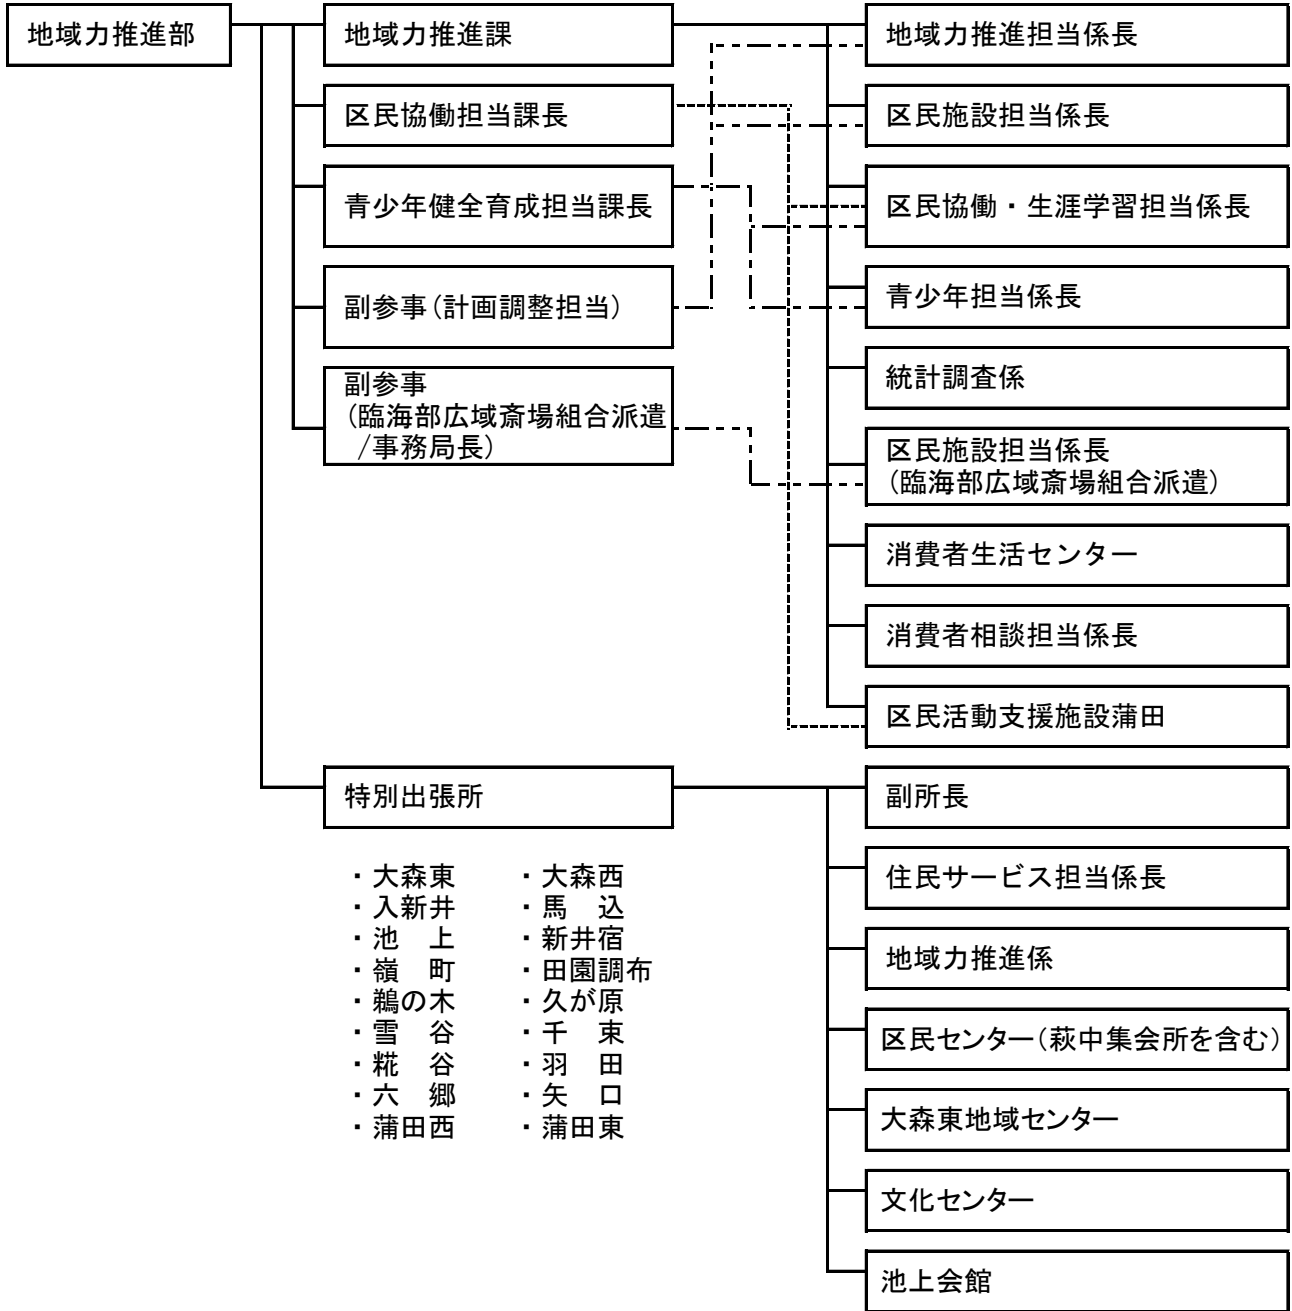 地域力推進部
地域力推進課
区民協働担当課長
青少年健全育成担当課長
副参事(計画調整担当)
副参事
(臨海部広域斎場組合派遣
/事務局長)
地域力推進担当係長
区民施設担当係長
区民協働・生涯学習担当係長
青少年担当係長
統計調査係
区民施設担当係長
(臨海部広域斎場組合派遣)
消費者生活センター
消費者相談担当係長
区民活動支援施設蒲田
特別出張所
・大森東 ・大森西
・入新井 ・馬　込
・池　上 ・新井宿
・嶺　町 ・田園調布
・鵜の木 ・久が原
・雪　谷 ・千　束
・糀　谷 ・羽　田
・六　郷 ・矢　口
・蒲田西 ・蒲田東
副所長
住民サービス担当係長
地域力推進係
区民センター(萩中集会所を含む)
大森東地域センター
文化センター
池上会館